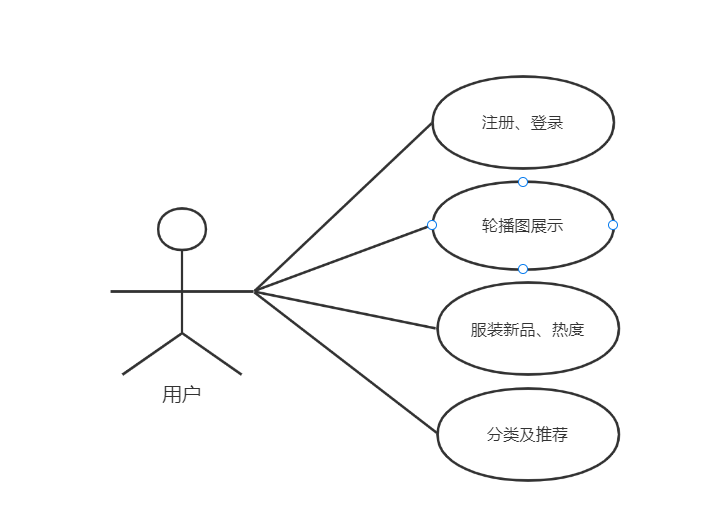 注册、登录
轮播图展示
服装新品、热度
分类及推荐
用户